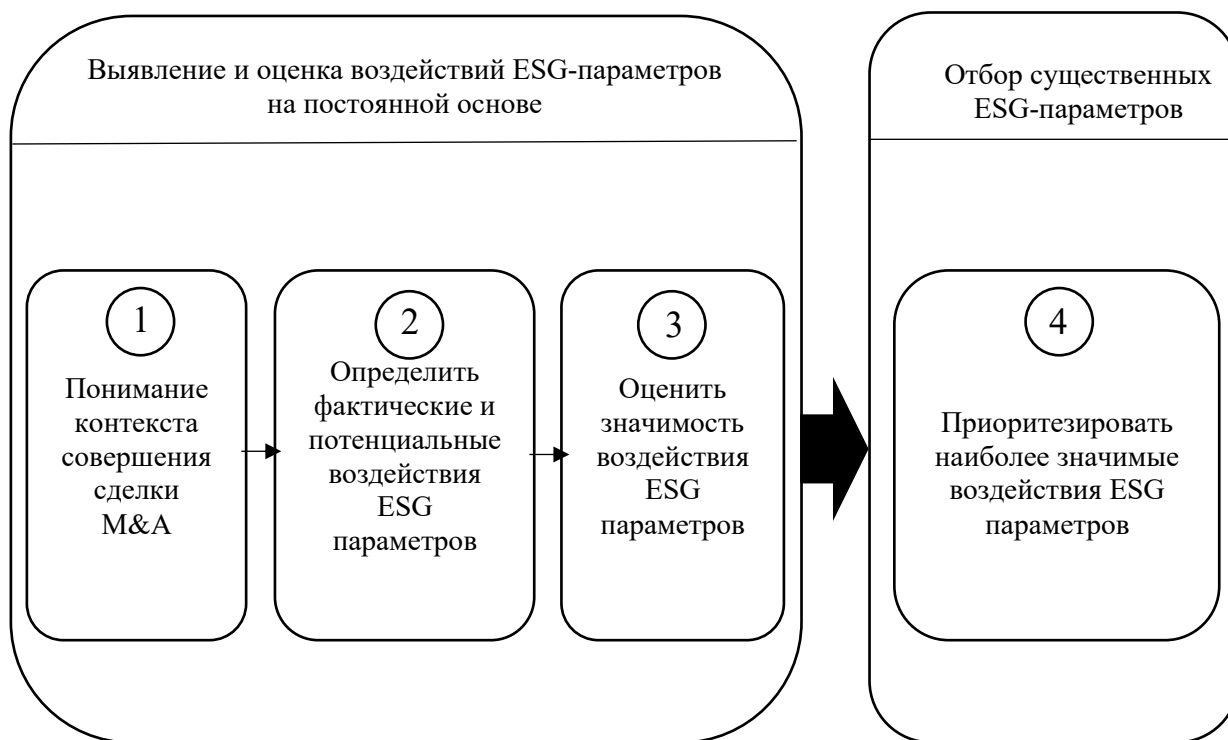 Выявление и оценка воздействий ESG-параметров
на постоянной основе
Отбор существенных
ESG-параметров
1
Понимание
контекста
совершения
сделки
M&A
2
Определить
фактические и
потенциальные
воздействия
ESG
параметров
3
Оценить
значимость
воздействия
ESG
параметров
4
Приоритезировать
наиболее значимые
воздействия ESG
параметров